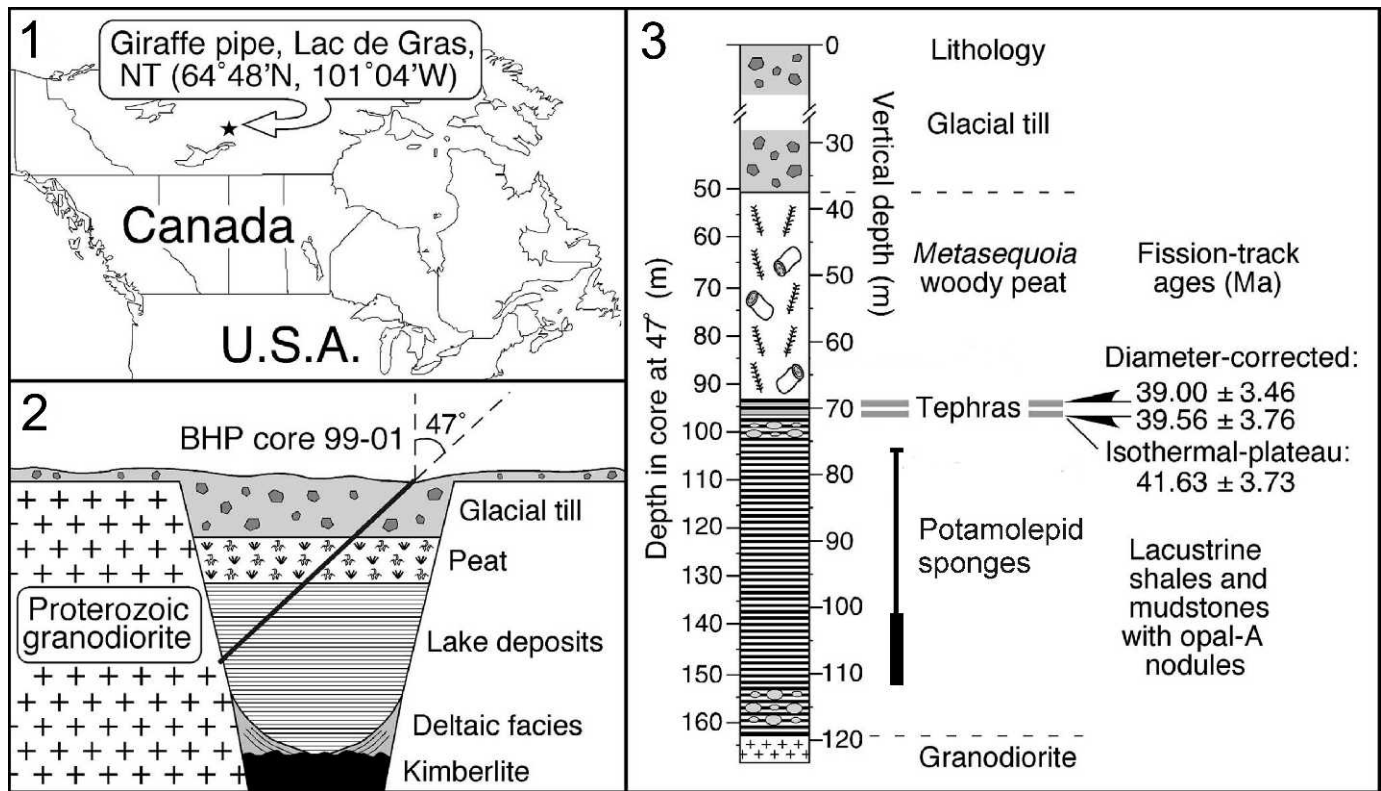 1
Giraffe pipe, Lac de Gras,
NT (64°48'N, 101°04'W)
Canada
U.S.A.
2
BHP core 99-01
47°
Glacial till
Peat
Proterozoic
granodiorite
Lake deposits
Deltaic facies
Kimberlite
3
Depth in core at 47° (m)
50
60
70
80
90
100
110
120
130
140
150
160
0
30
40
50
60
70
80
90
100
110
120
Vertical depth (m)
Lithology
Glacial till
Metasequoia
woody peat
Fission-track
ages (Ma)
Diameter-corrected:
39.00 ± 3.46
Tephras
39.56 ± 3.76
Isothermal-plateau:
41.63 ± 3.73
Potamolepid
sponges
Lacustrine
shales and
mudstones
with opal-A
nodules
Granodiorite